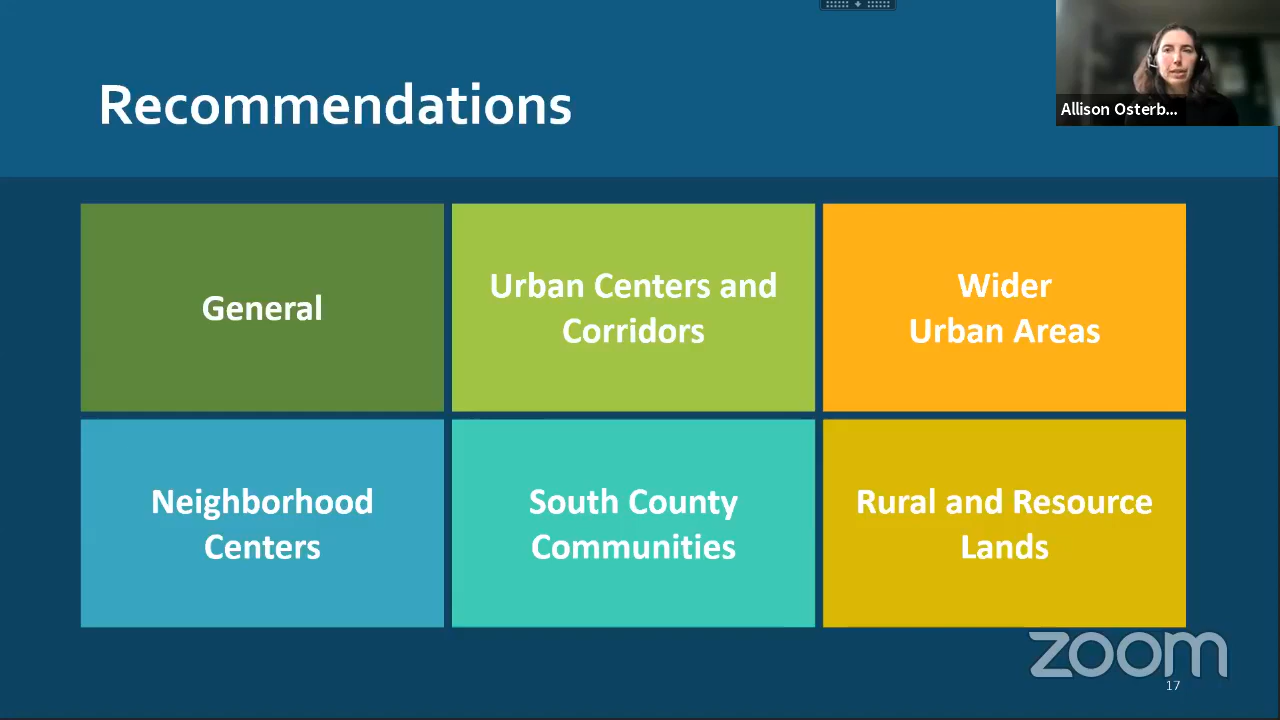 Recommendations
Allison Osterb...
General
Urban Centers and
Corridors
Wider
Urban Areas
Neighborhood
Centers
South County
Communities
Rural and Resource
Lands
zoom
17